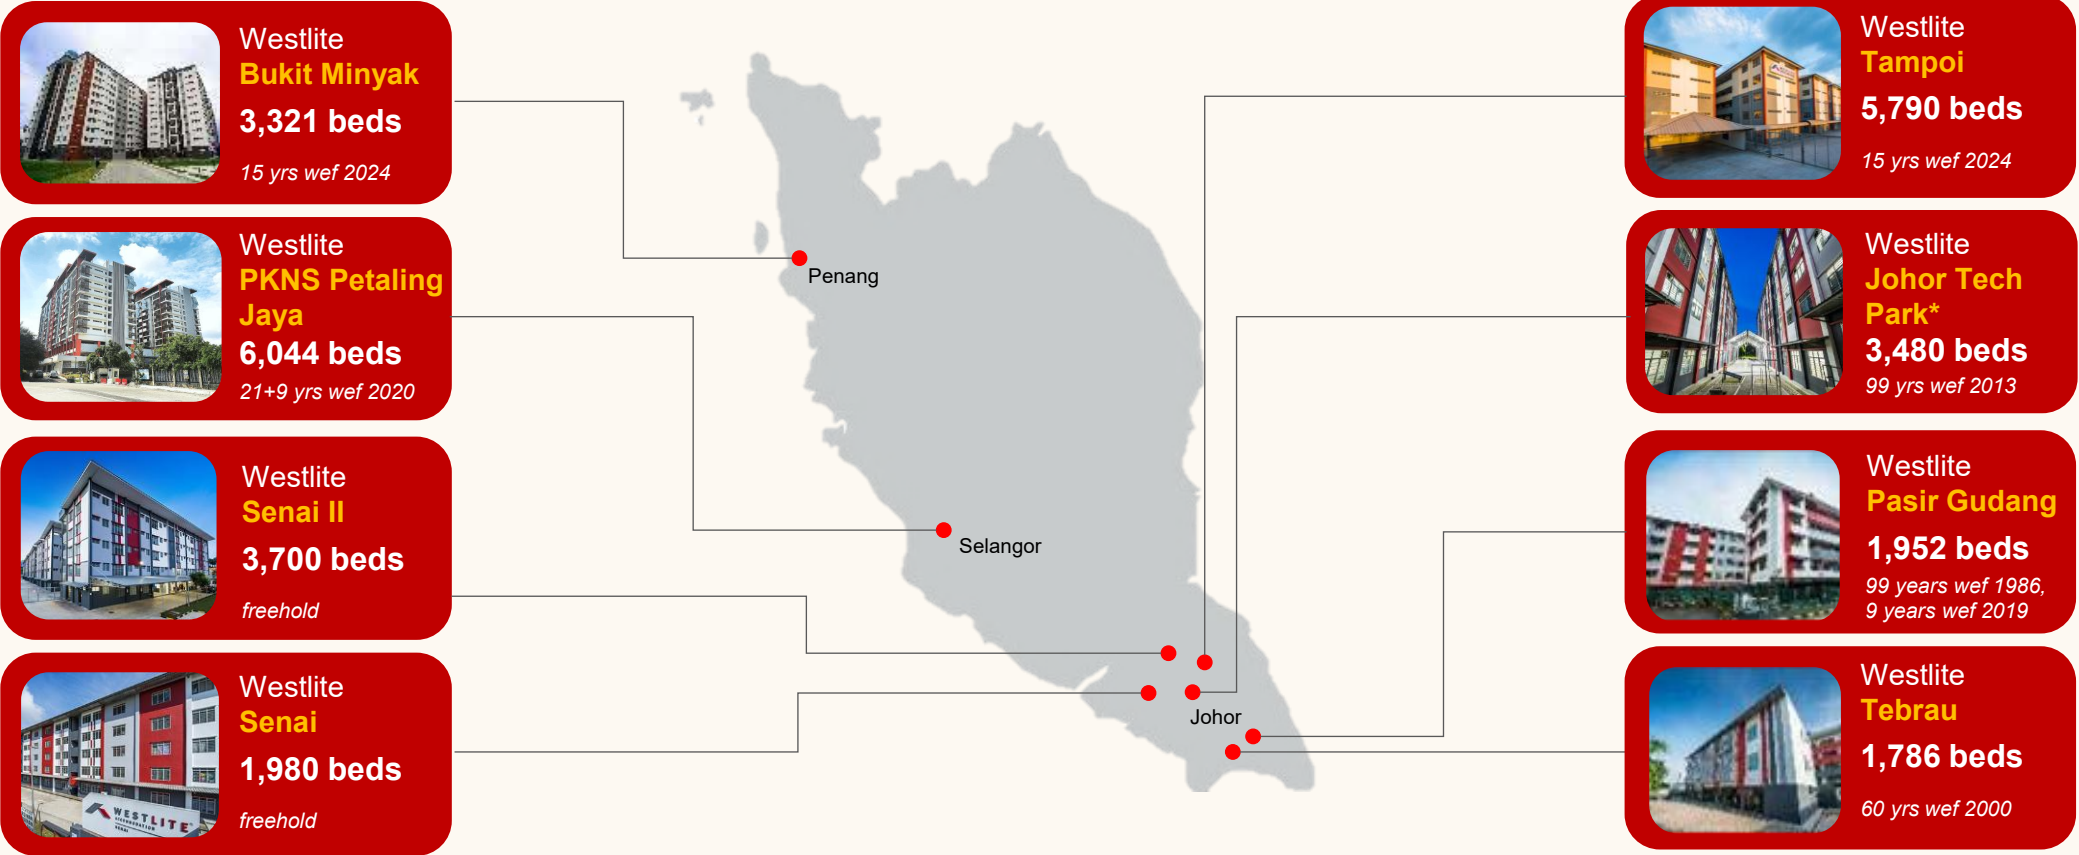 Westlite
Bukit Minyak
3,321 beds
15 yrs wef 2024
Westlite
PKNS Petaling
Jaya
6,044 beds
21+9 yrs wef 2020
Westlite
Senai II
3,700 beds
freehold
Westlite
Senai
1,980 beds
freehold
WESTLITE
SENAI
Penang
Selangor
Johor
Westlite
Tampoi
5,790 beds
15 yrs wef 2024
Westlite
Johor Tech
Park*
3,480 beds
99 yrs wef 2013
Westlite
Pasir Gudang
1,952 beds
99 years wef 1986,
9 years wef 2019
Westlite
Tebrau
1,786 beds
60 yrs wef 2000